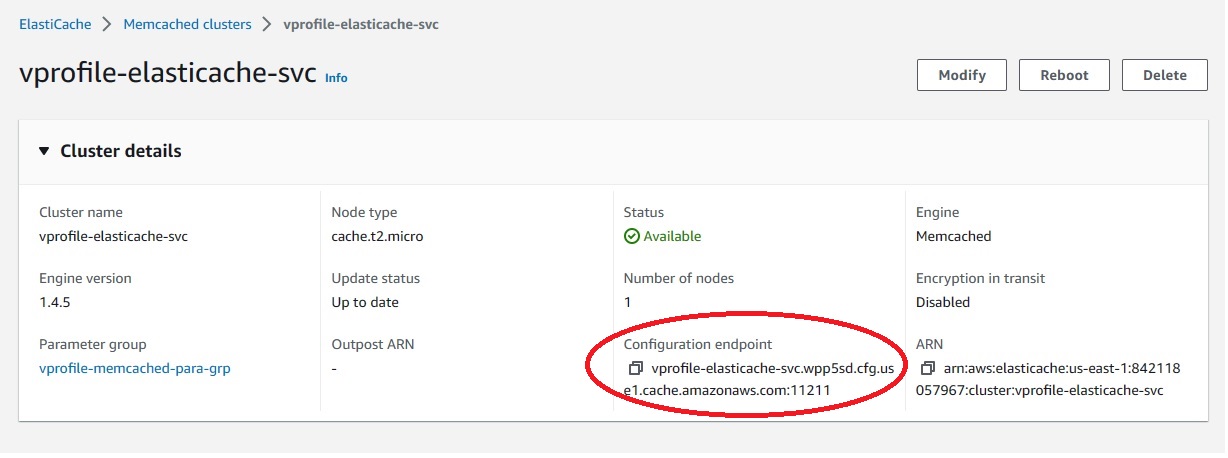 ElastiCache > Memcached clusters > vprofile-elasticache-svc
vprofile-elasticache-svc Info
Modify Reboot Delete
Cluster details
Cluster name
vprofile-elasticache-svc
Node type
cache.t2.micro
Status
Available
Engine
Memcached
Engine version
1.4.5
Update status
Up to date
Number of nodes
1
Encryption in transit
Disabled
Parameter group
vprofile-memcached-para-grp
Outpost ARN
-
Configuration endpoint
vprofile-elasticache-svc.wpp5sd.cfg.us
e1.cache.amazonaws.com:11211
ARN
arn:aws:elasticache:us-east-1:842118
057967:cluster:vprofile-elasticache-svc